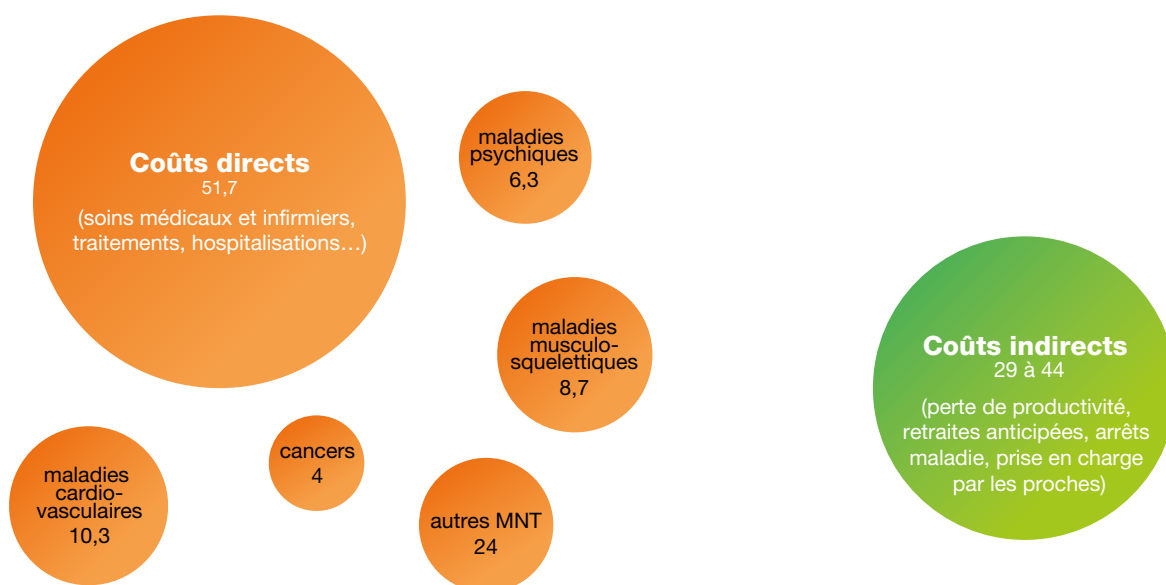 Coûts directs
51,7
(soins médicaux et infirmiers,
traitements, hospitalisations…)
maladies
psychiques
6,3
maladies
musculo-
squelettiques
8,7
cancers
4
maladies
cardio-
vasculaires
10,3
autres MNT
24
Coûts indirects
29 à 44
(perte de productivité,
retraites anticipées, arrêts
maladie, prise en charge
par les proches)